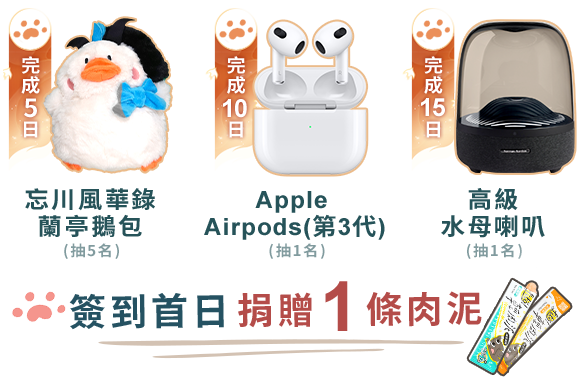 完成5日
完成10日
完成15日
忘川風華錄
蘭亭鵝包
(抽5名)
Apple
Airpods(第3代)
(抽1名)
高級
水母喇叭
(抽1名)
簽到首日捐贈1條肉泥